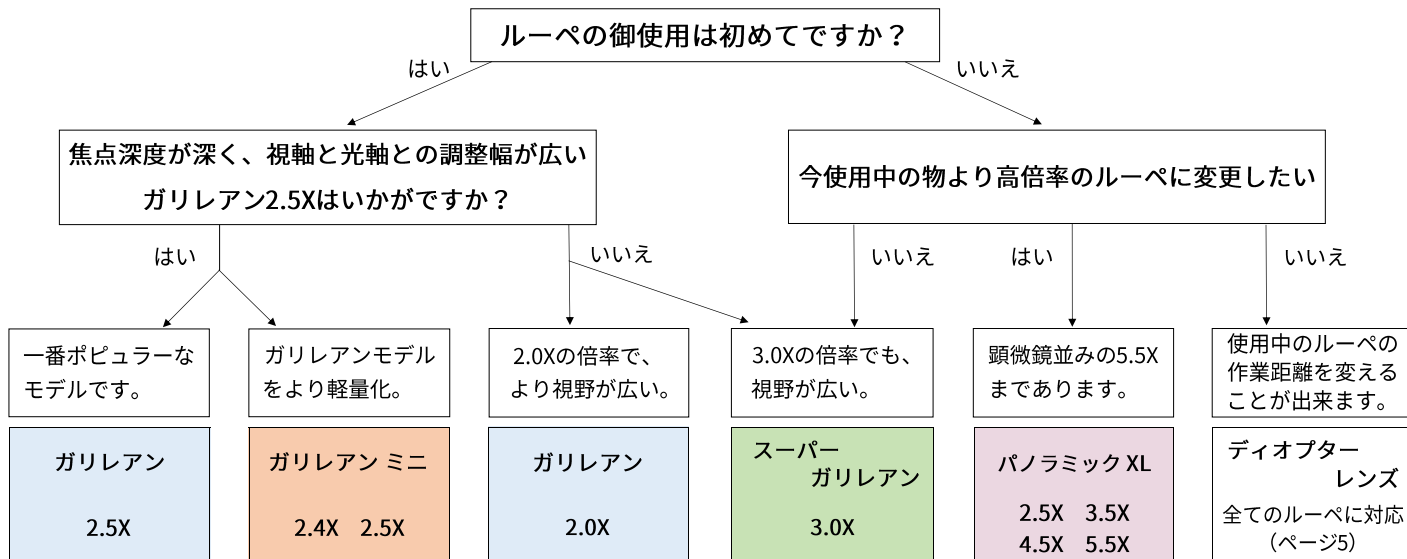 ルーペの御使用は初めてですか？
はい
いいえ
焦点深度が深く、視軸と光軸との調整幅が広い
ガリレアン2.5Xはいかがですか？
今使用中の物より高倍率のルーペに変更したい
はい
いいえ
いいえ
はい
いいえ
一番ポピュラーな
モデルです。
ガリレアンモデル
をより軽量化。
2.0Xの倍率で、
より視野が広い。
3.0Xの倍率でも、
視野が広い。
顕微鏡並みの5.5X
まであります。
使用中のルーペの
作業距離を変える
ことが出来ます。
ガリレアン
2.5X
ガリレアン ミニ
2.4X 2.5X
ガリレアン
2.0X
スーパー
ガリレアン
3.0X
パノラミック XL
2.5X 3.5X
4.5X 5.5X
ディオプター
レンズ
全てのルーペに対応
（ページ5）